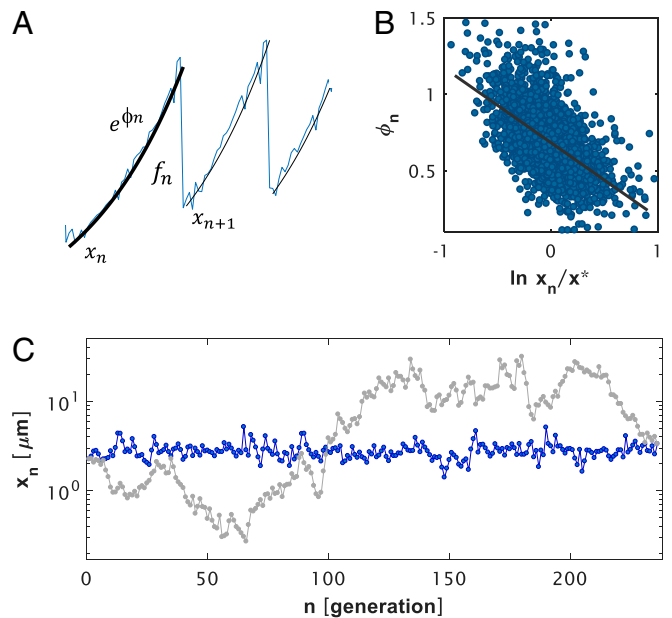 A
e^ϕn
f_n
x_n
x_{n+1}
B
1.5
1
0.5
ϕ_n
-1
0
1
ln x_n/x*
C
10^1
10^0
x_n [μm]
0
50
100
150
200
n [generation]